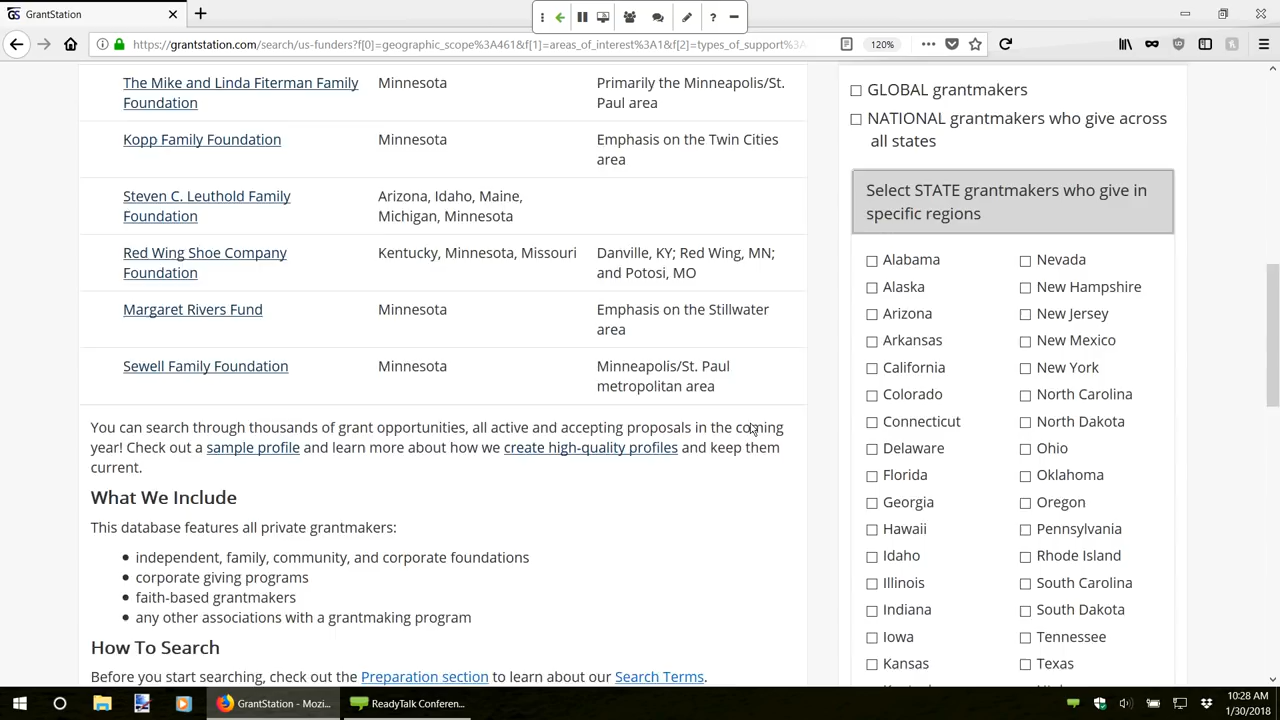 GrantStation
https://grantstation.com/search/us-funders?f[0]=geographic_scope%3A461&f[1]=areas_of_interest%3A1&f[2]=types_of_support%3A
120%
The Mike and Linda Fiterman Family Foundation
Minnesota
Primarily the Minneapolis/St. Paul area
Kopp Family Foundation
Minnesota
Emphasis on the Twin Cities area
Steven C. Leuthold Family Foundation
Arizona, Idaho, Maine, Michigan, Minnesota
Red Wing Shoe Company Foundation
Kentucky, Minnesota, Missouri
Danville, KY; Red Wing, MN; and Potosi, MO
Margaret Rivers Fund
Minnesota
Emphasis on the Stillwater area
Sewell Family Foundation
Minnesota
Minneapolis/St. Paul metropolitan area
You can search through thousands of grant opportunities, all active and accepting proposals in the coming
year! Check out a sample profile and learn more about how we create high-quality profiles and keep them
current.
What We Include
This database features all private grantmakers:
independent, family, community, and corporate foundations
corporate giving programs
faith-based grantmakers
any other associations with a grantmaking program
How To Search
Before you start searching, check out the Preparation section to learn about our Search Terms.
GLOBAL grantmakers
NATIONAL grantmakers who give across
all states
Select STATE grantmakers who give in
specific regions
Alabama
Alaska
Arizona
Arkansas
California
Colorado
Connecticut
Delaware
Florida
Georgia
Hawaii
Idaho
Illinois
Indiana
Iowa
Kansas
Nevada
New Hampshire
New Jersey
New Mexico
New York
North Carolina
North Dakota
Ohio
Oklahoma
Oregon
Pennsylvania
Rhode Island
South Carolina
South Dakota
Tennessee
Texas
GrantStation - Mozi...
ReadyTalk Conferen...
10:28 AM
1/30/2018